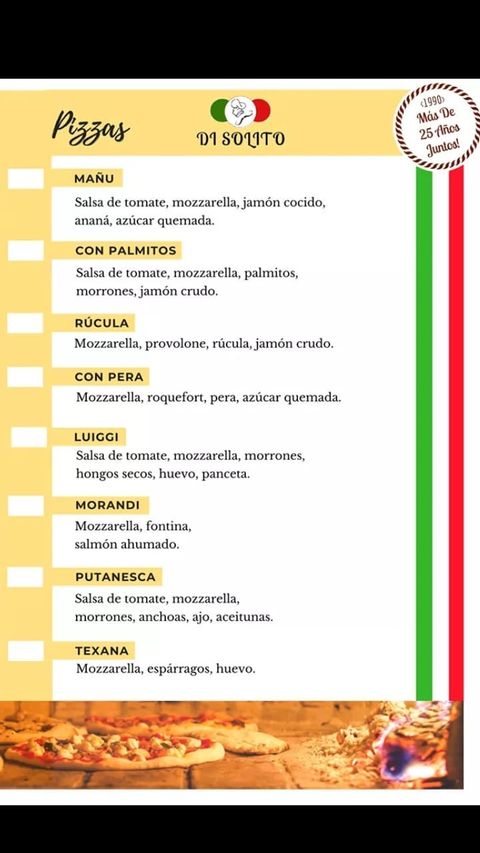 Pizzas
DI SOLITO
‹1990›
Más De
25 Años
Juntos!
MAÑU
Salsa de tomate, mozzarella, jamón cocido,
ananá, azúcar quemada.
CON PALMITOS
Salsa de tomate, mozzarella, palmitos,
morrones, jamón crudo.
RÚCULA
Mozzarella, provolone, rúcula, jamón crudo.
CON PERA
Mozzarella, roquefort, pera, azúcar quemada.
LUIGGI
Salsa de tomate, mozzarella, morrones,
hongos secos, huevo, panceta.
MORANDI
Mozzarella, fontina,
salmón ahumado.
PUTANESCA
Salsa de tomate, mozzarella,
morrones, anchoas, ajo, aceitunas.
TEXANA
Mozzarella, espárragos, huevo.